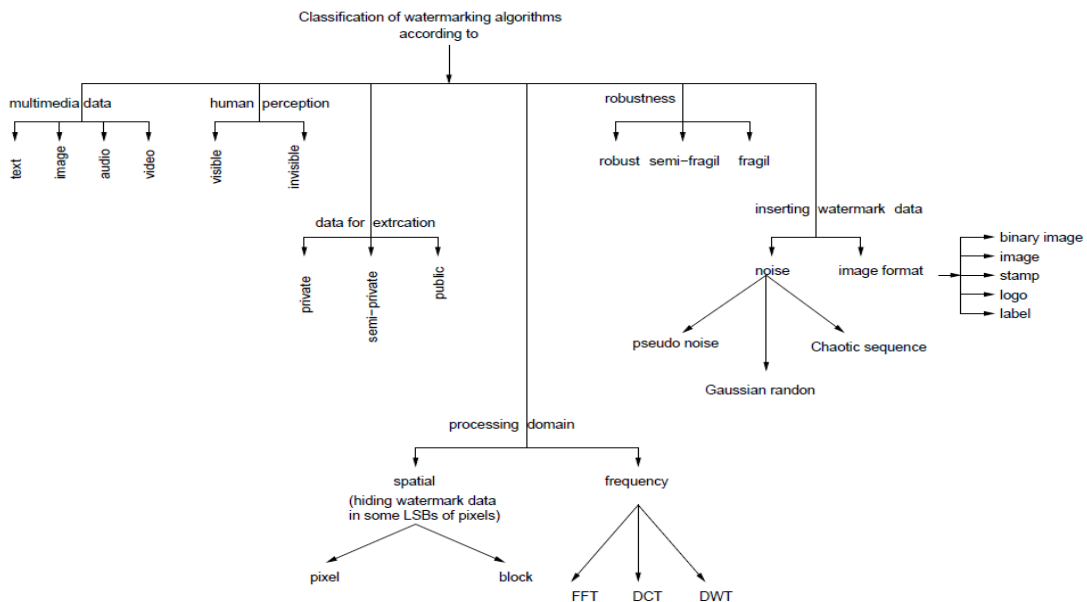 Classification of watermarking algorithms
according to
multimedia data
human perception
robustness
text
image
audio
video
visible
invisible
robust
semi-fragil
fragil
data for extrcation
inserting watermark data
private
semi-private
public
noise
image format
binary image
image
stamp
logo
label
pseudo noise
Chaotic sequence
Gaussian randon
processing domain
spatial
(hiding watermark data
in some LSBs of pixels)
frequency
pixel
block
FFT
DCT
DWT